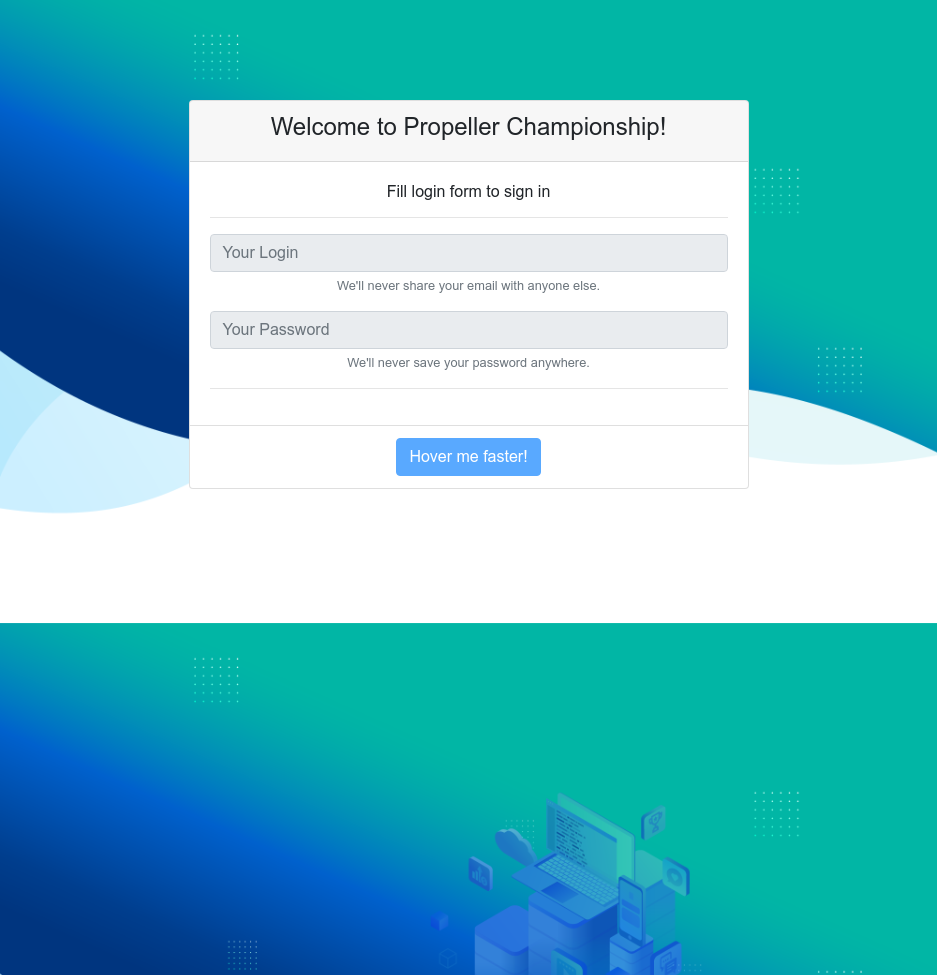 Welcome to Propeller Championship!
Fill login form to sign in
Your Login
We'll never share your email with anyone else.
Your Password
We'll never save your password anywhere.
Hover me faster!